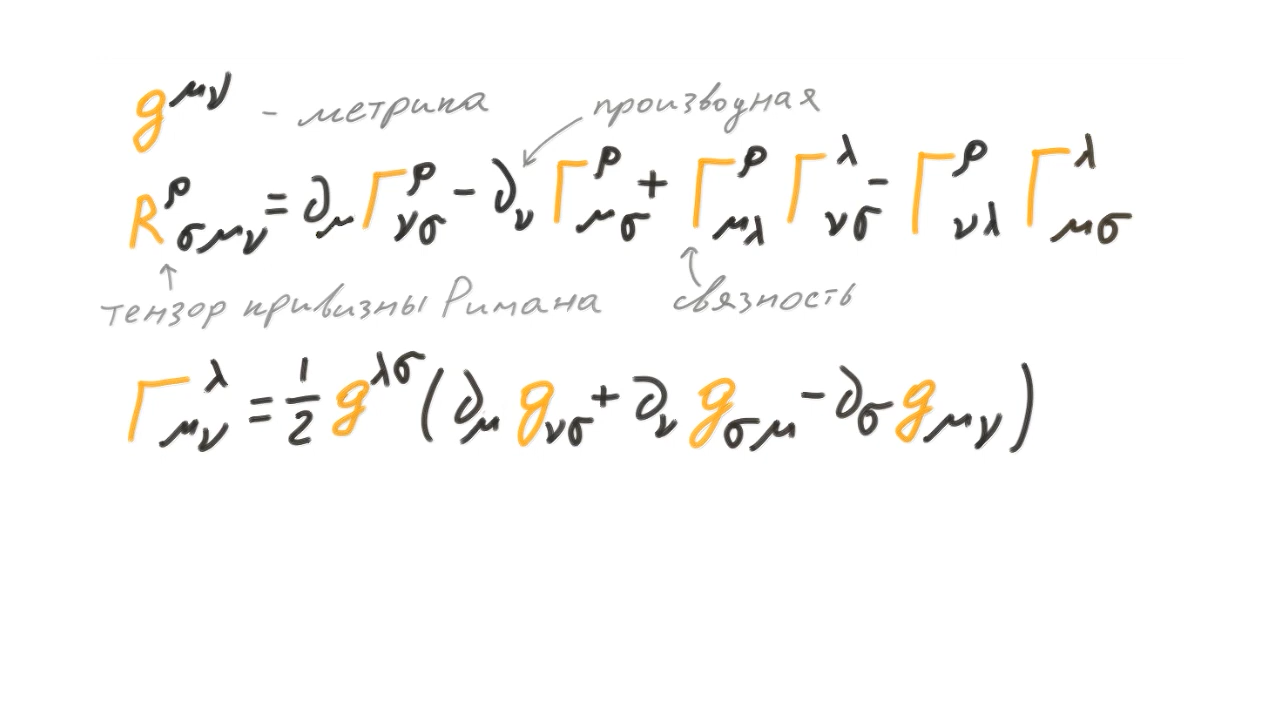 g^{μν} - метрика
производная
R^ρ_{σμν} = ∂_μ Γ^ρ_{νσ} - ∂_ν Γ^ρ_{μσ} + Γ^ρ_{μλ} Γ^λ_{νσ} - Γ^ρ_{νλ} Γ^λ_{μσ}
тензор кривизны Римана
связность
Γ^λ_{μν} = 1/2 g^{λσ} (∂_μ g_{νσ} + ∂_ν g_{σμ} - ∂_σ g_{μν})